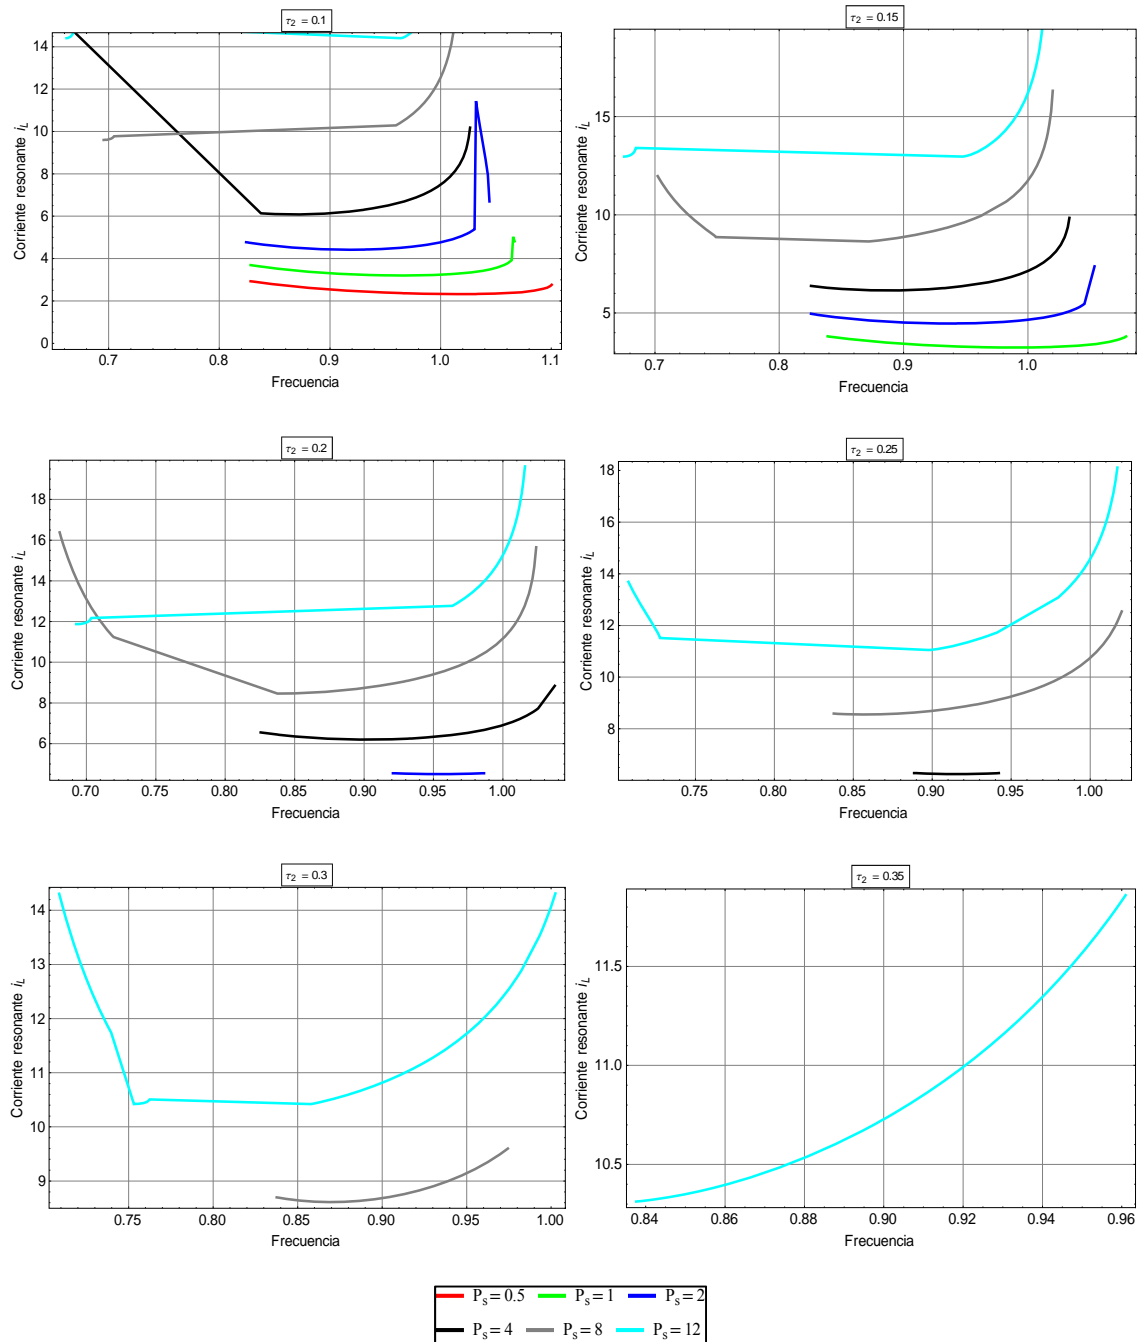 τ2 = 0.1
Corriente resonante iL
14
12
10
8
6
4
2
0
0.7 0.8 0.9 1.0 1.1
Frecuencia
τ2 = 0.15
Corriente resonante iL
15
10
5
0.7 0.9 1.0
Frecuencia
τ2 = 0.2
Corriente resonante iL
18
16
14
12
10
8
6
0.70 0.75 0.80 0.85 0.90 0.95 1.00
Frecuencia
τ2 = 0.25
Corriente resonante iL
18
16
14
12
10
8
0.75 0.80 0.85 0.90 0.95 1.00
Frecuencia
τ2 = 0.3
Corriente resonante iL
14
13
12
11
10
9
0.75 0.80 0.85 0.90 0.95 1.00
Frecuencia
τ2 = 0.35
Corriente resonante iL
11.5
11.0
10.5
0.84 0.86 0.88 0.90 0.92 0.94 0.96
Frecuencia
Ps = 0.5 Ps = 1 Ps = 2
Ps = 4 Ps = 8 Ps = 12